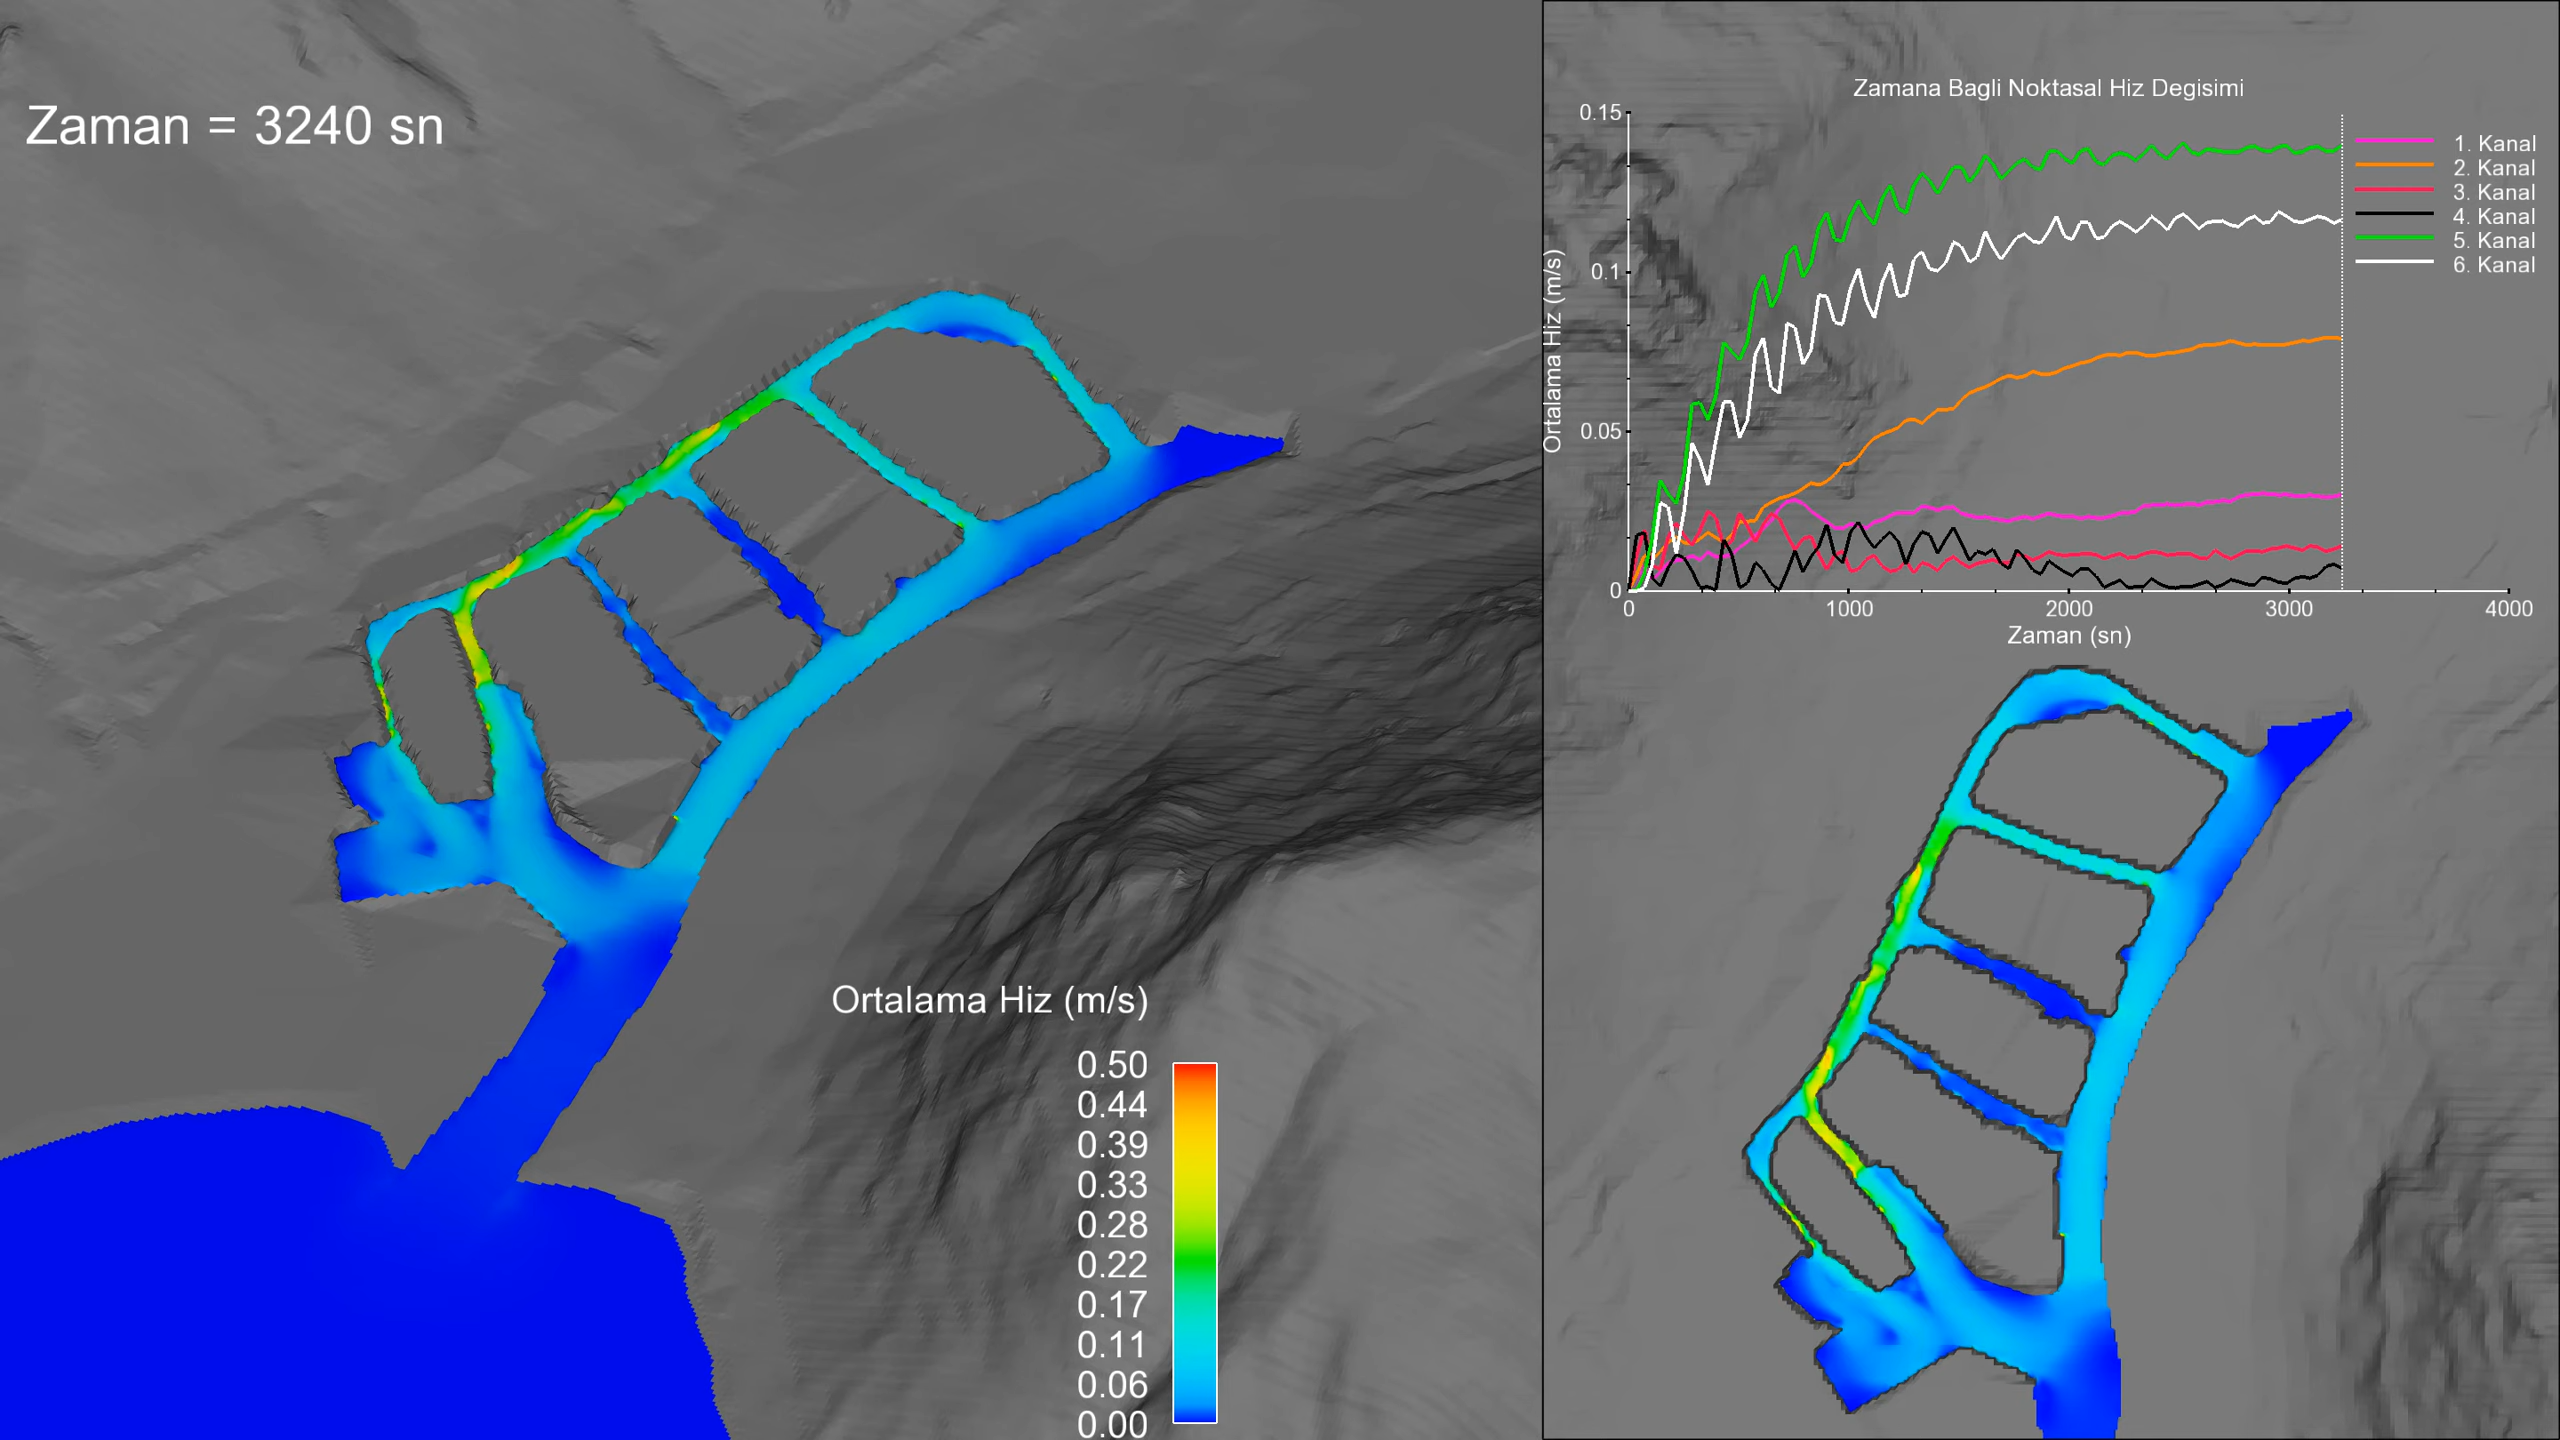 Zaman = 3240 sn
Ortalama Hiz (m/s)
0.50
0.44
0.39
0.33
0.28
0.22
0.17
0.11
0.06
0.00
Zamana Bagli Noktasal Hiz Degisimi
Ortalama Hiz (m/s)
0.15
0.1
0.05
0
0 1000 2000 3000 4000
Zaman (sn)
1. Kanal
2. Kanal
3. Kanal
4. Kanal
5. Kanal
6. Kanal